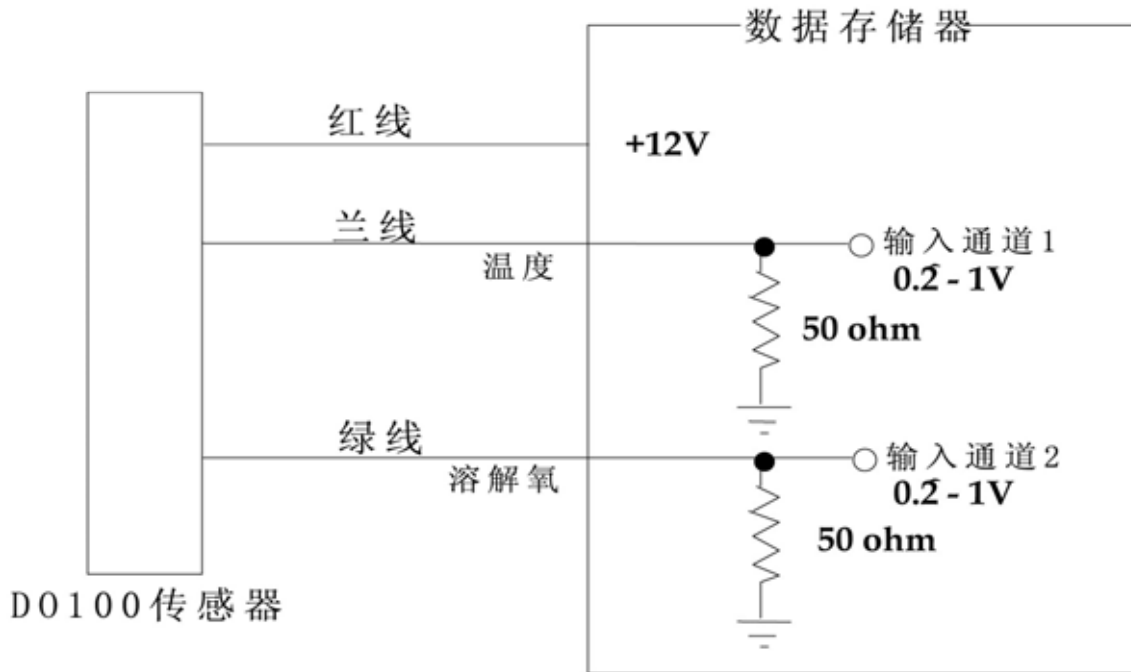 数据存储器
红线
+12V
兰线
输入通道1
温度
0.2 - 1V
50 ohm
绿线
输入通道2
溶解氧
0.2 - 1V
50 ohm
DO100传感器